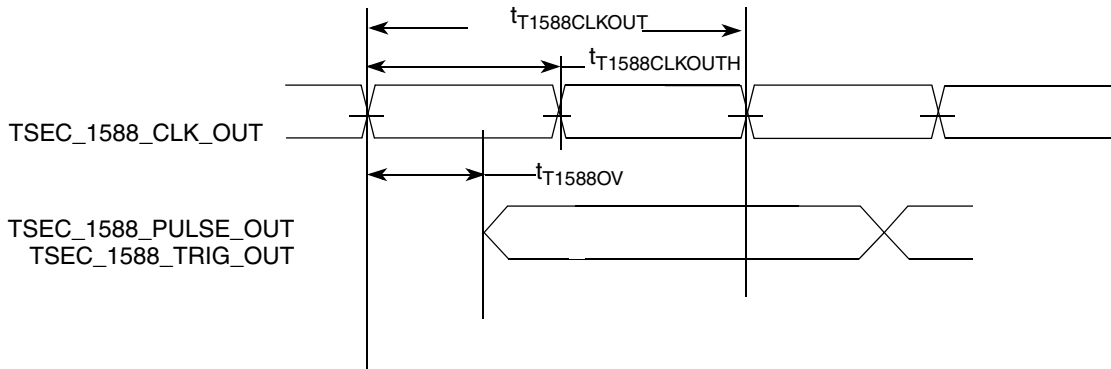 tT1588CLKOUT
tT1588CLKOUTH
TSEC_1588_CLK_OUT
tT1588OV
TSEC_1588_PULSE_OUT
TSEC_1588_TRIG_OUT